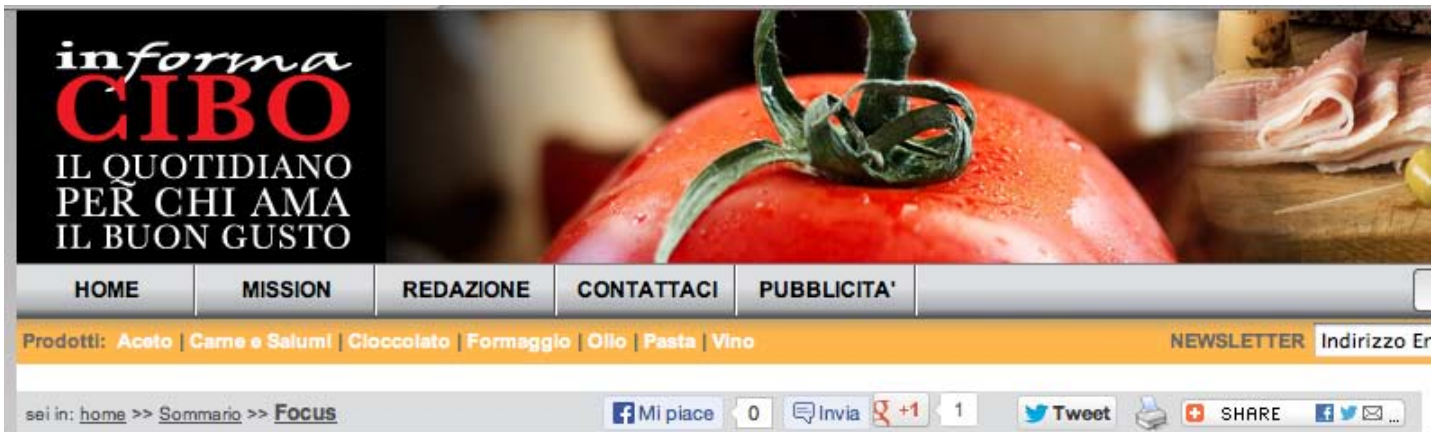 informa
CIBO
IL QUOTIDIANO
PER CHI AMA
IL BUON GUSTO
HOME MISSION REDAZIONE CONTATTACI PUBBLICITA'
Prodotti: Aceto | Carne e Salumi | Cioccolato | Formaggio | Olio | Pasta | Vino NEWSLETTER Indirizzo Er
sei in: home >> Sommario >> Focus Mi piace 0 Invia +1 1 Tweet SHARE ...